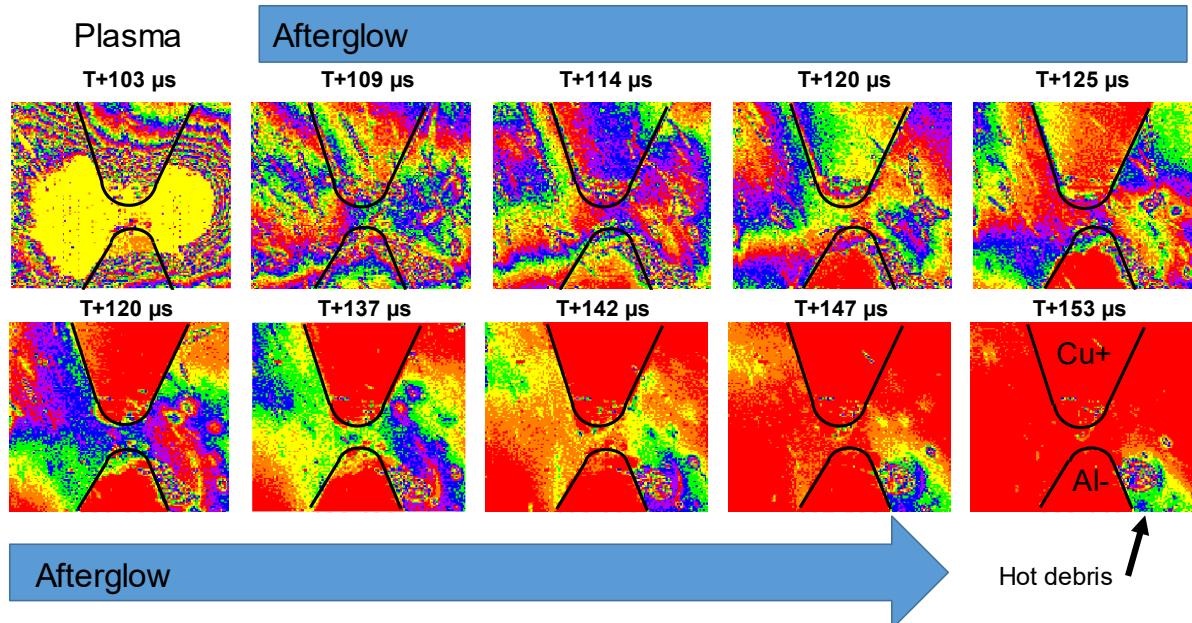 Plasma
Afterglow
T+103 µs
T+109 µs
T+114 µs
T+120 µs
T+125 µs
T+120 µs
T+137 µs
T+142 µs
T+147 µs
T+153 µs
Cu+
Al-
Afterglow
Hot debris